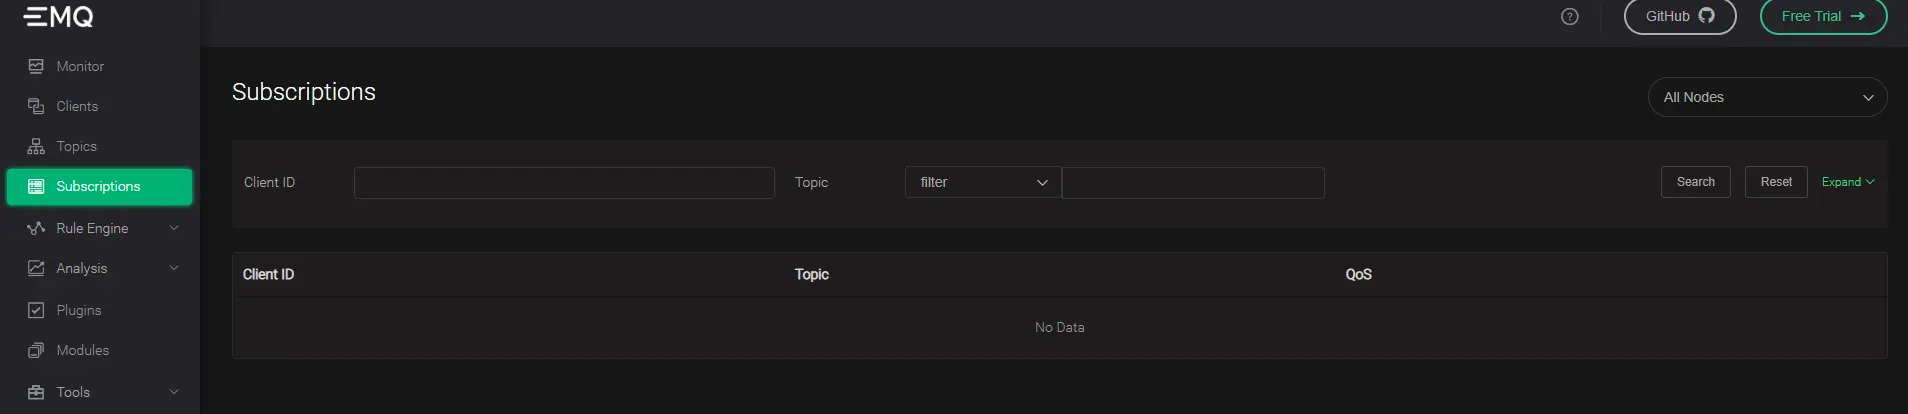 EMQ
GitHub
Free Trial →
Monitor
Clients
Topics
Subscriptions
Rule Engine
Analysis
Plugins
Modules
Tools
Subscriptions
All Nodes
Client ID
Topic
filter
Search
Reset
Expand
Client ID Topic QoS
No Data